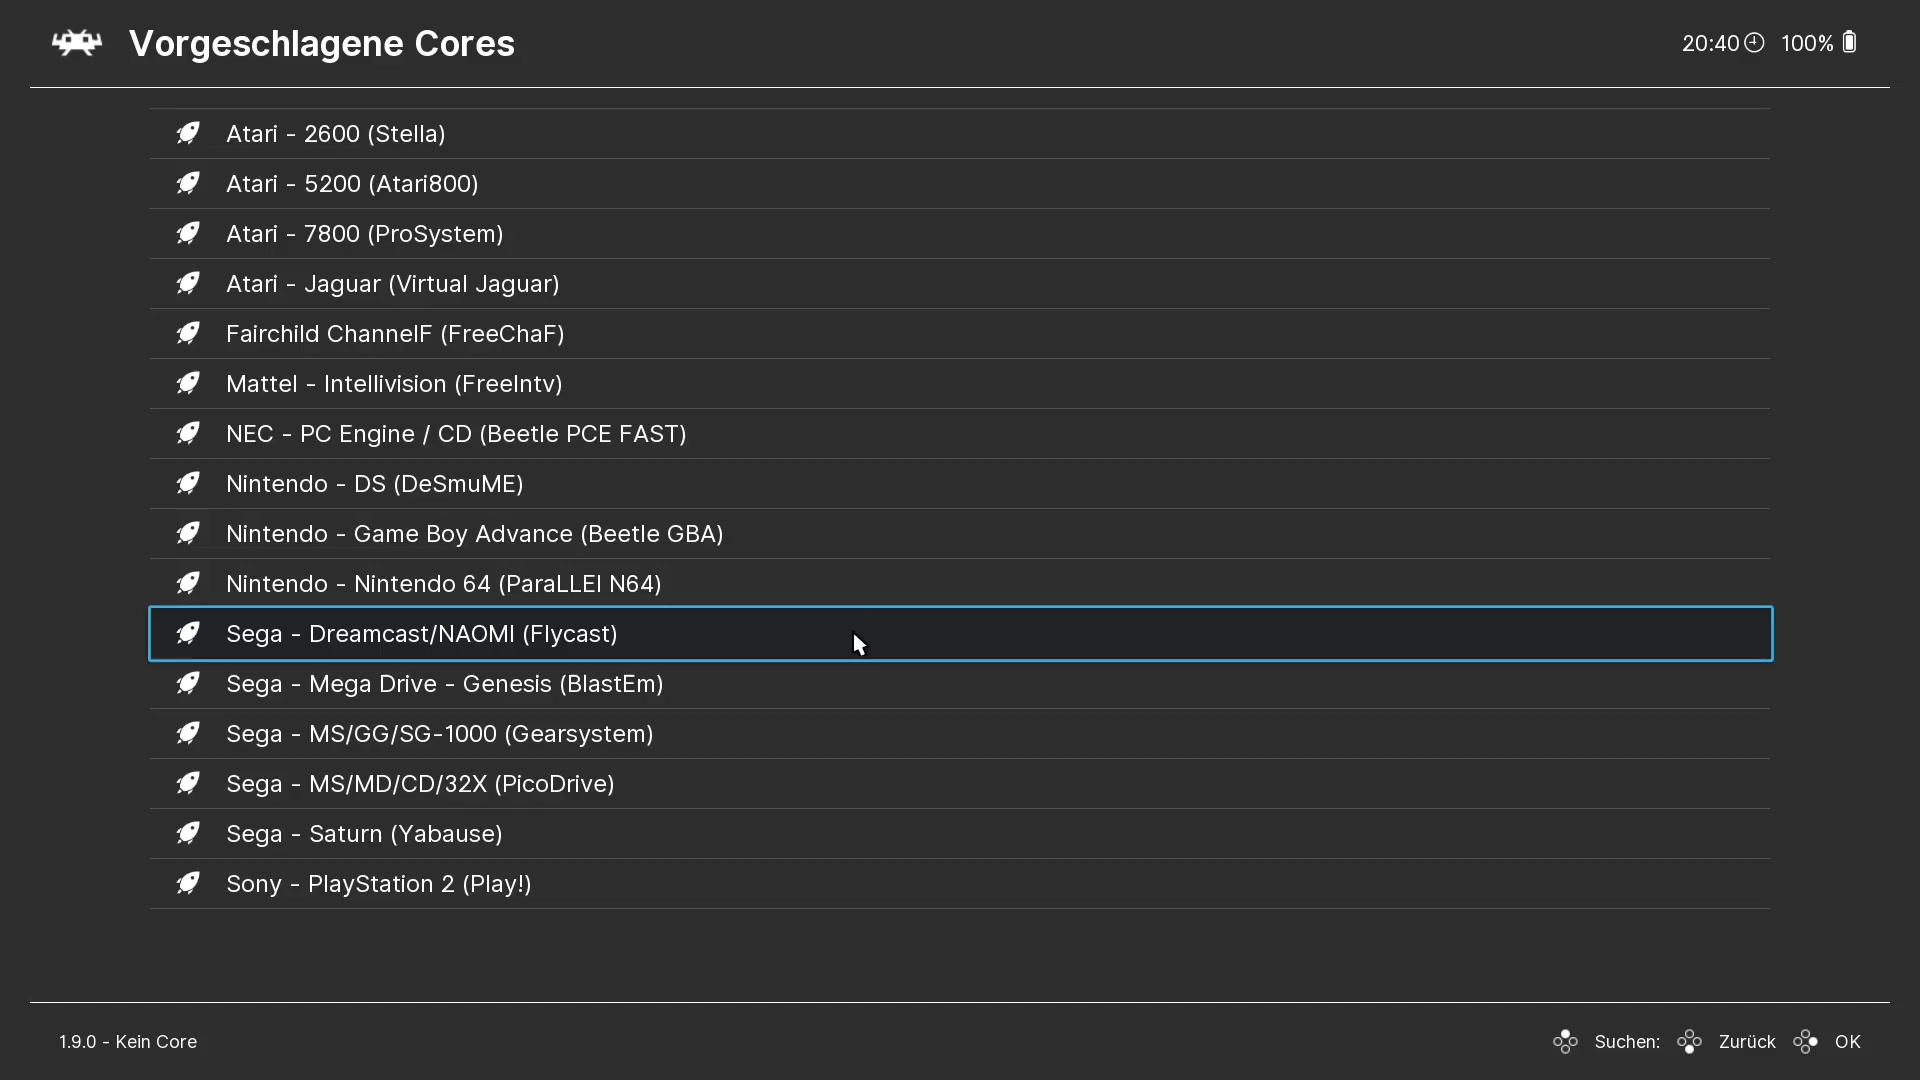 Vorgeschlagene Cores
20:40 100%
Atari - 2600 (Stella)
Atari - 5200 (Atari800)
Atari - 7800 (ProSystem)
Atari - Jaguar (Virtual Jaguar)
Fairchild ChannelF (FreeChaF)
Mattel - Intellivision (FreeIntv)
NEC - PC Engine / CD (Beetle PCE FAST)
Nintendo - DS (DeSmuME)
Nintendo - Game Boy Advance (Beetle GBA)
Nintendo - Nintendo 64 (ParaLLEl N64)
Sega - Dreamcast/NAOMI (Flycast)
Sega - Mega Drive - Genesis (BlastEm)
Sega - MS/GG/SG-1000 (Gearsystem)
Sega - MS/MD/CD/32X (PicoDrive)
Sega - Saturn (Yabause)
Sony - PlayStation 2 (Play!)
1.9.0 - Kein Core
Suchen: Zurück OK